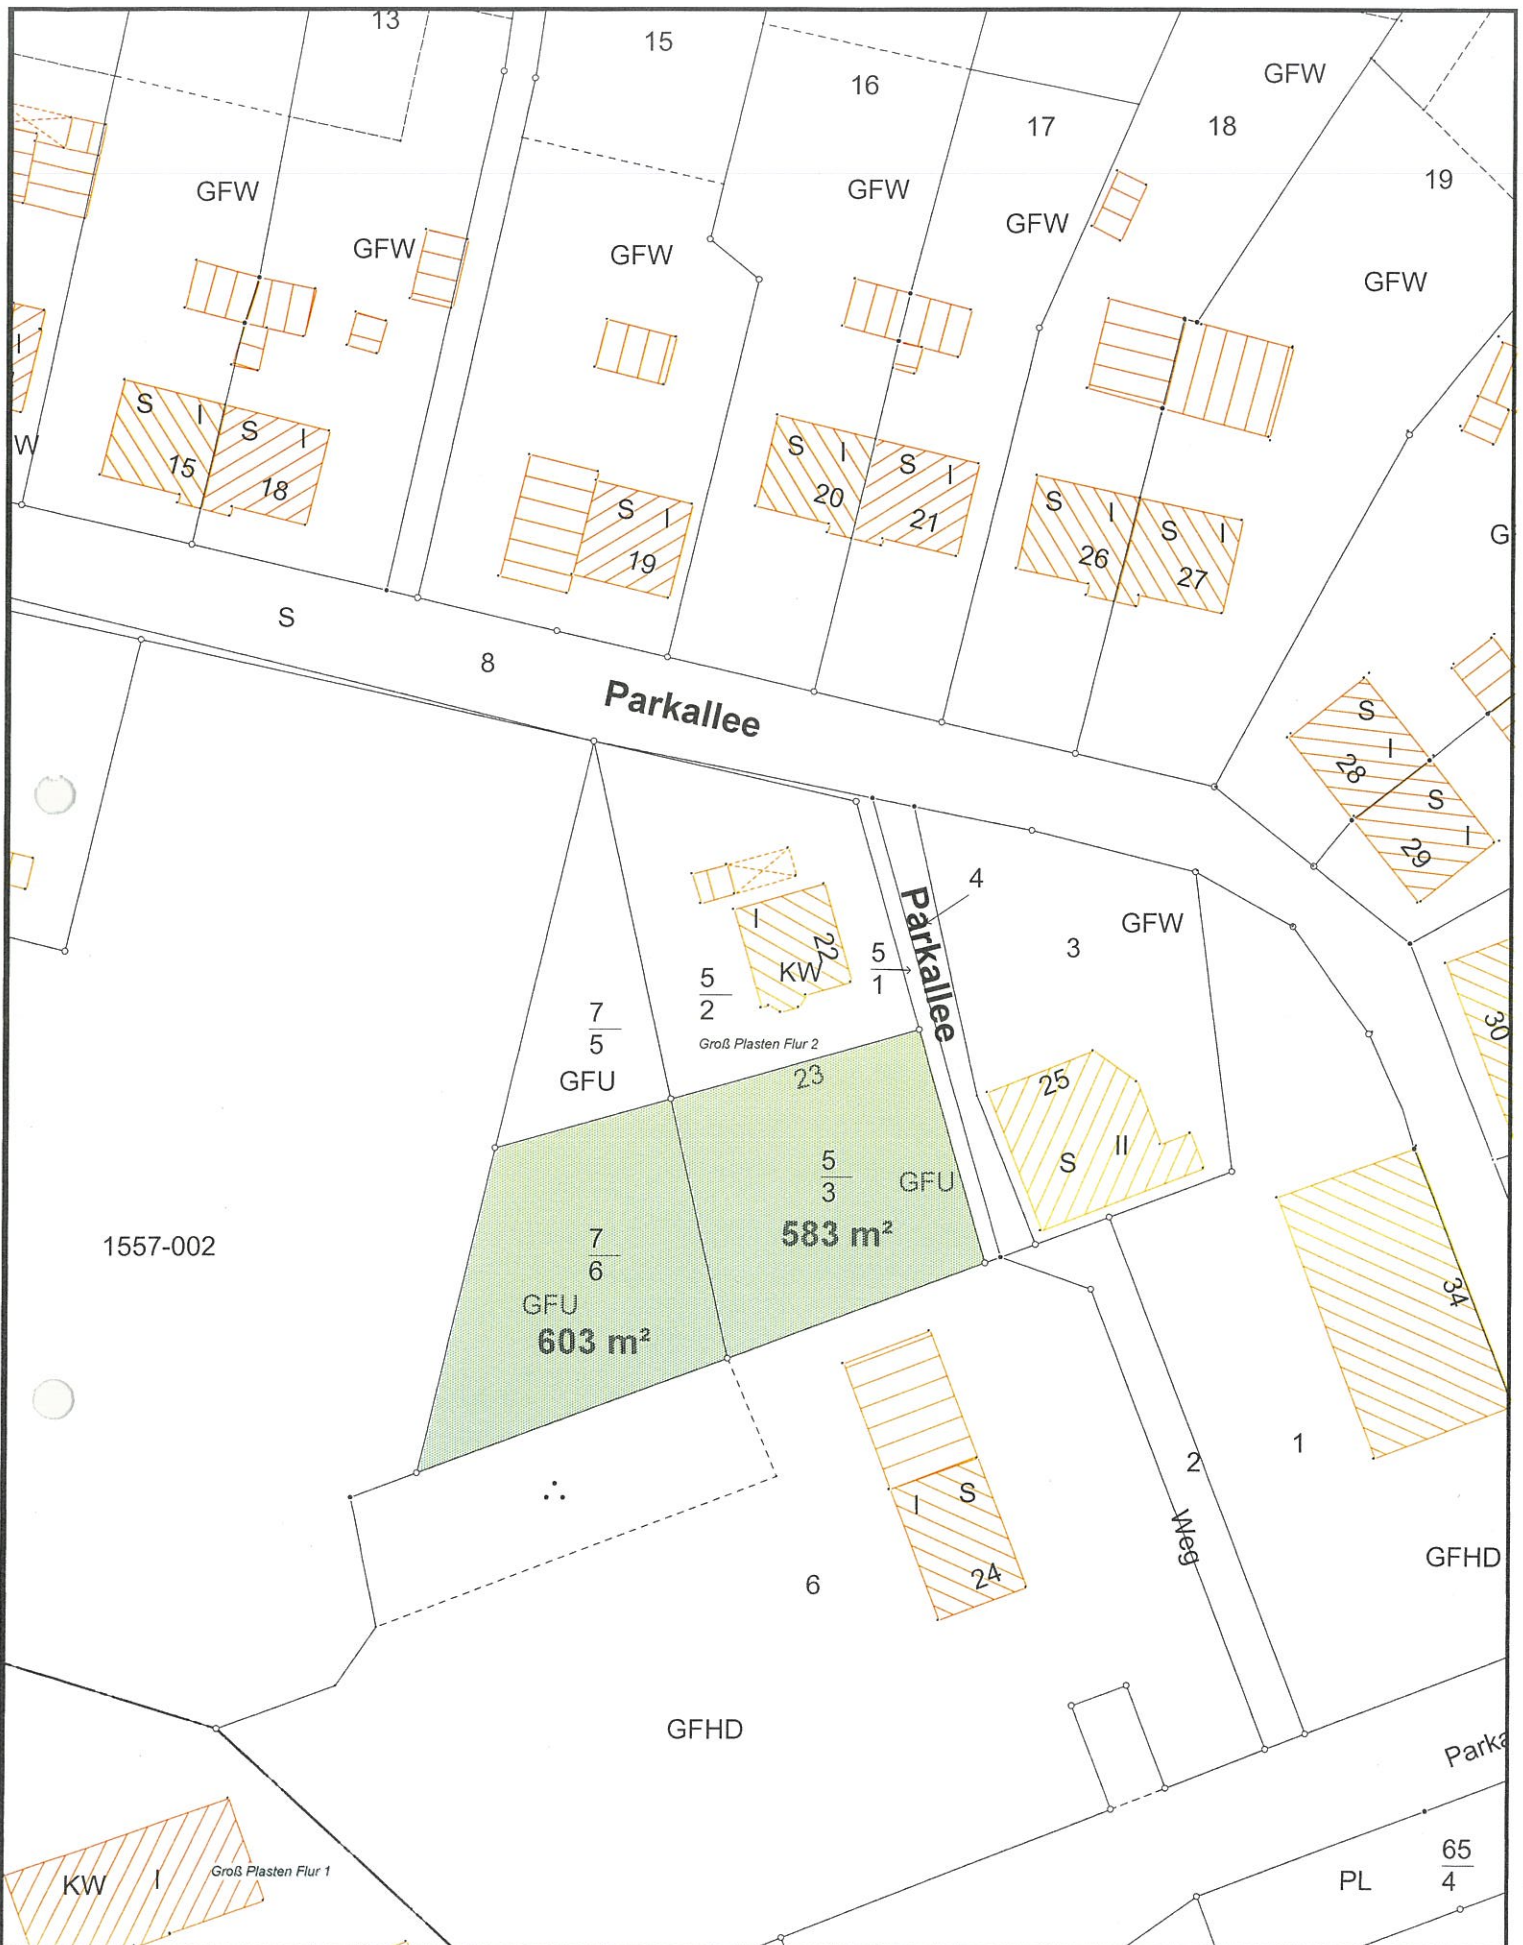 13
15
16
17
18
19
GFW
GFW
GFW
GFW
GFW
GFW
GFW
I
W
S I
15
S I
18
S I
19
S I
20
S I
21
S I
26
S I
27
G
S
8
Parkallee
S
I
28
S
I
29
30
4
Parkallee
3
GFW
I
22
KW
5
1
5
2
7
5
GFU
Groß Plasten Flur 2
23
25
S II
5
3
GFU
583 m²
7
6
GFU
603 m²
1557-002
34
1
2
Weg
I S
24
6
GFHD
GFHD
Parka
KW I
Groß Plasten Flur 1
PL
65
4